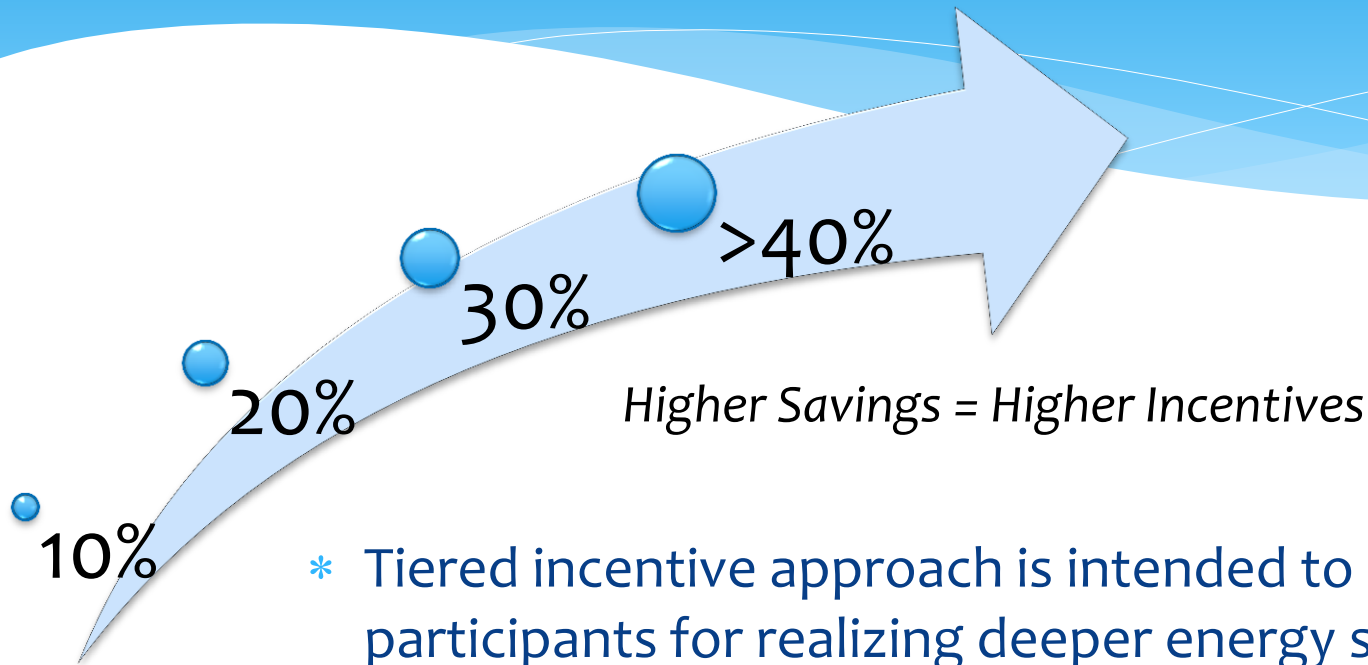 >40%
30%
20%
Higher Savings = Higher Incentives
10%
* Tiered incentive approach is intended to
participants for realizing deeper energy